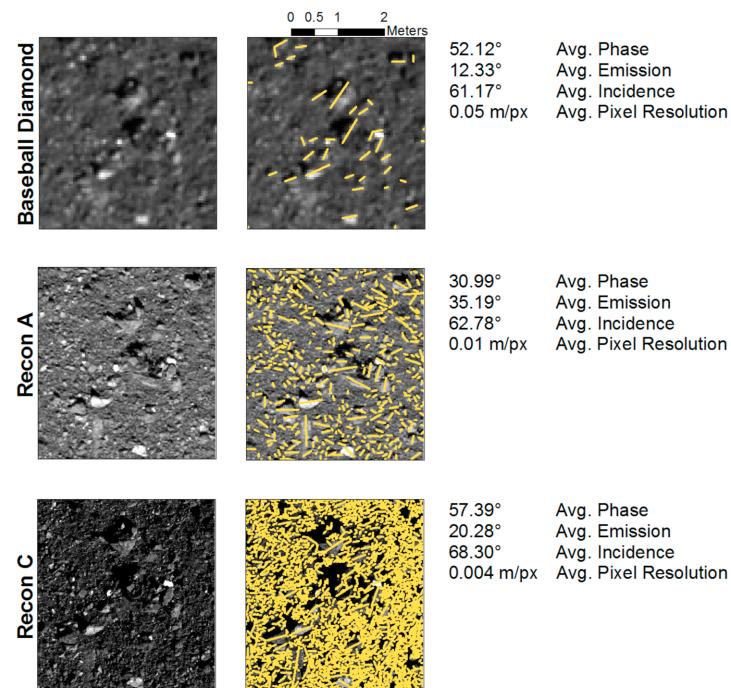 0 0.5 1 2
Meters
Baseball Diamond
52.12° Avg. Phase
12.33° Avg. Emission
61.17° Avg. Incidence
0.05 m/px Avg. Pixel Resolution
Recon A
30.99° Avg. Phase
35.19° Avg. Emission
62.78° Avg. Incidence
0.01 m/px Avg. Pixel Resolution
Recon C
57.39° Avg. Phase
20.28° Avg. Emission
68.30° Avg. Incidence
0.004 m/px Avg. Pixel Resolution